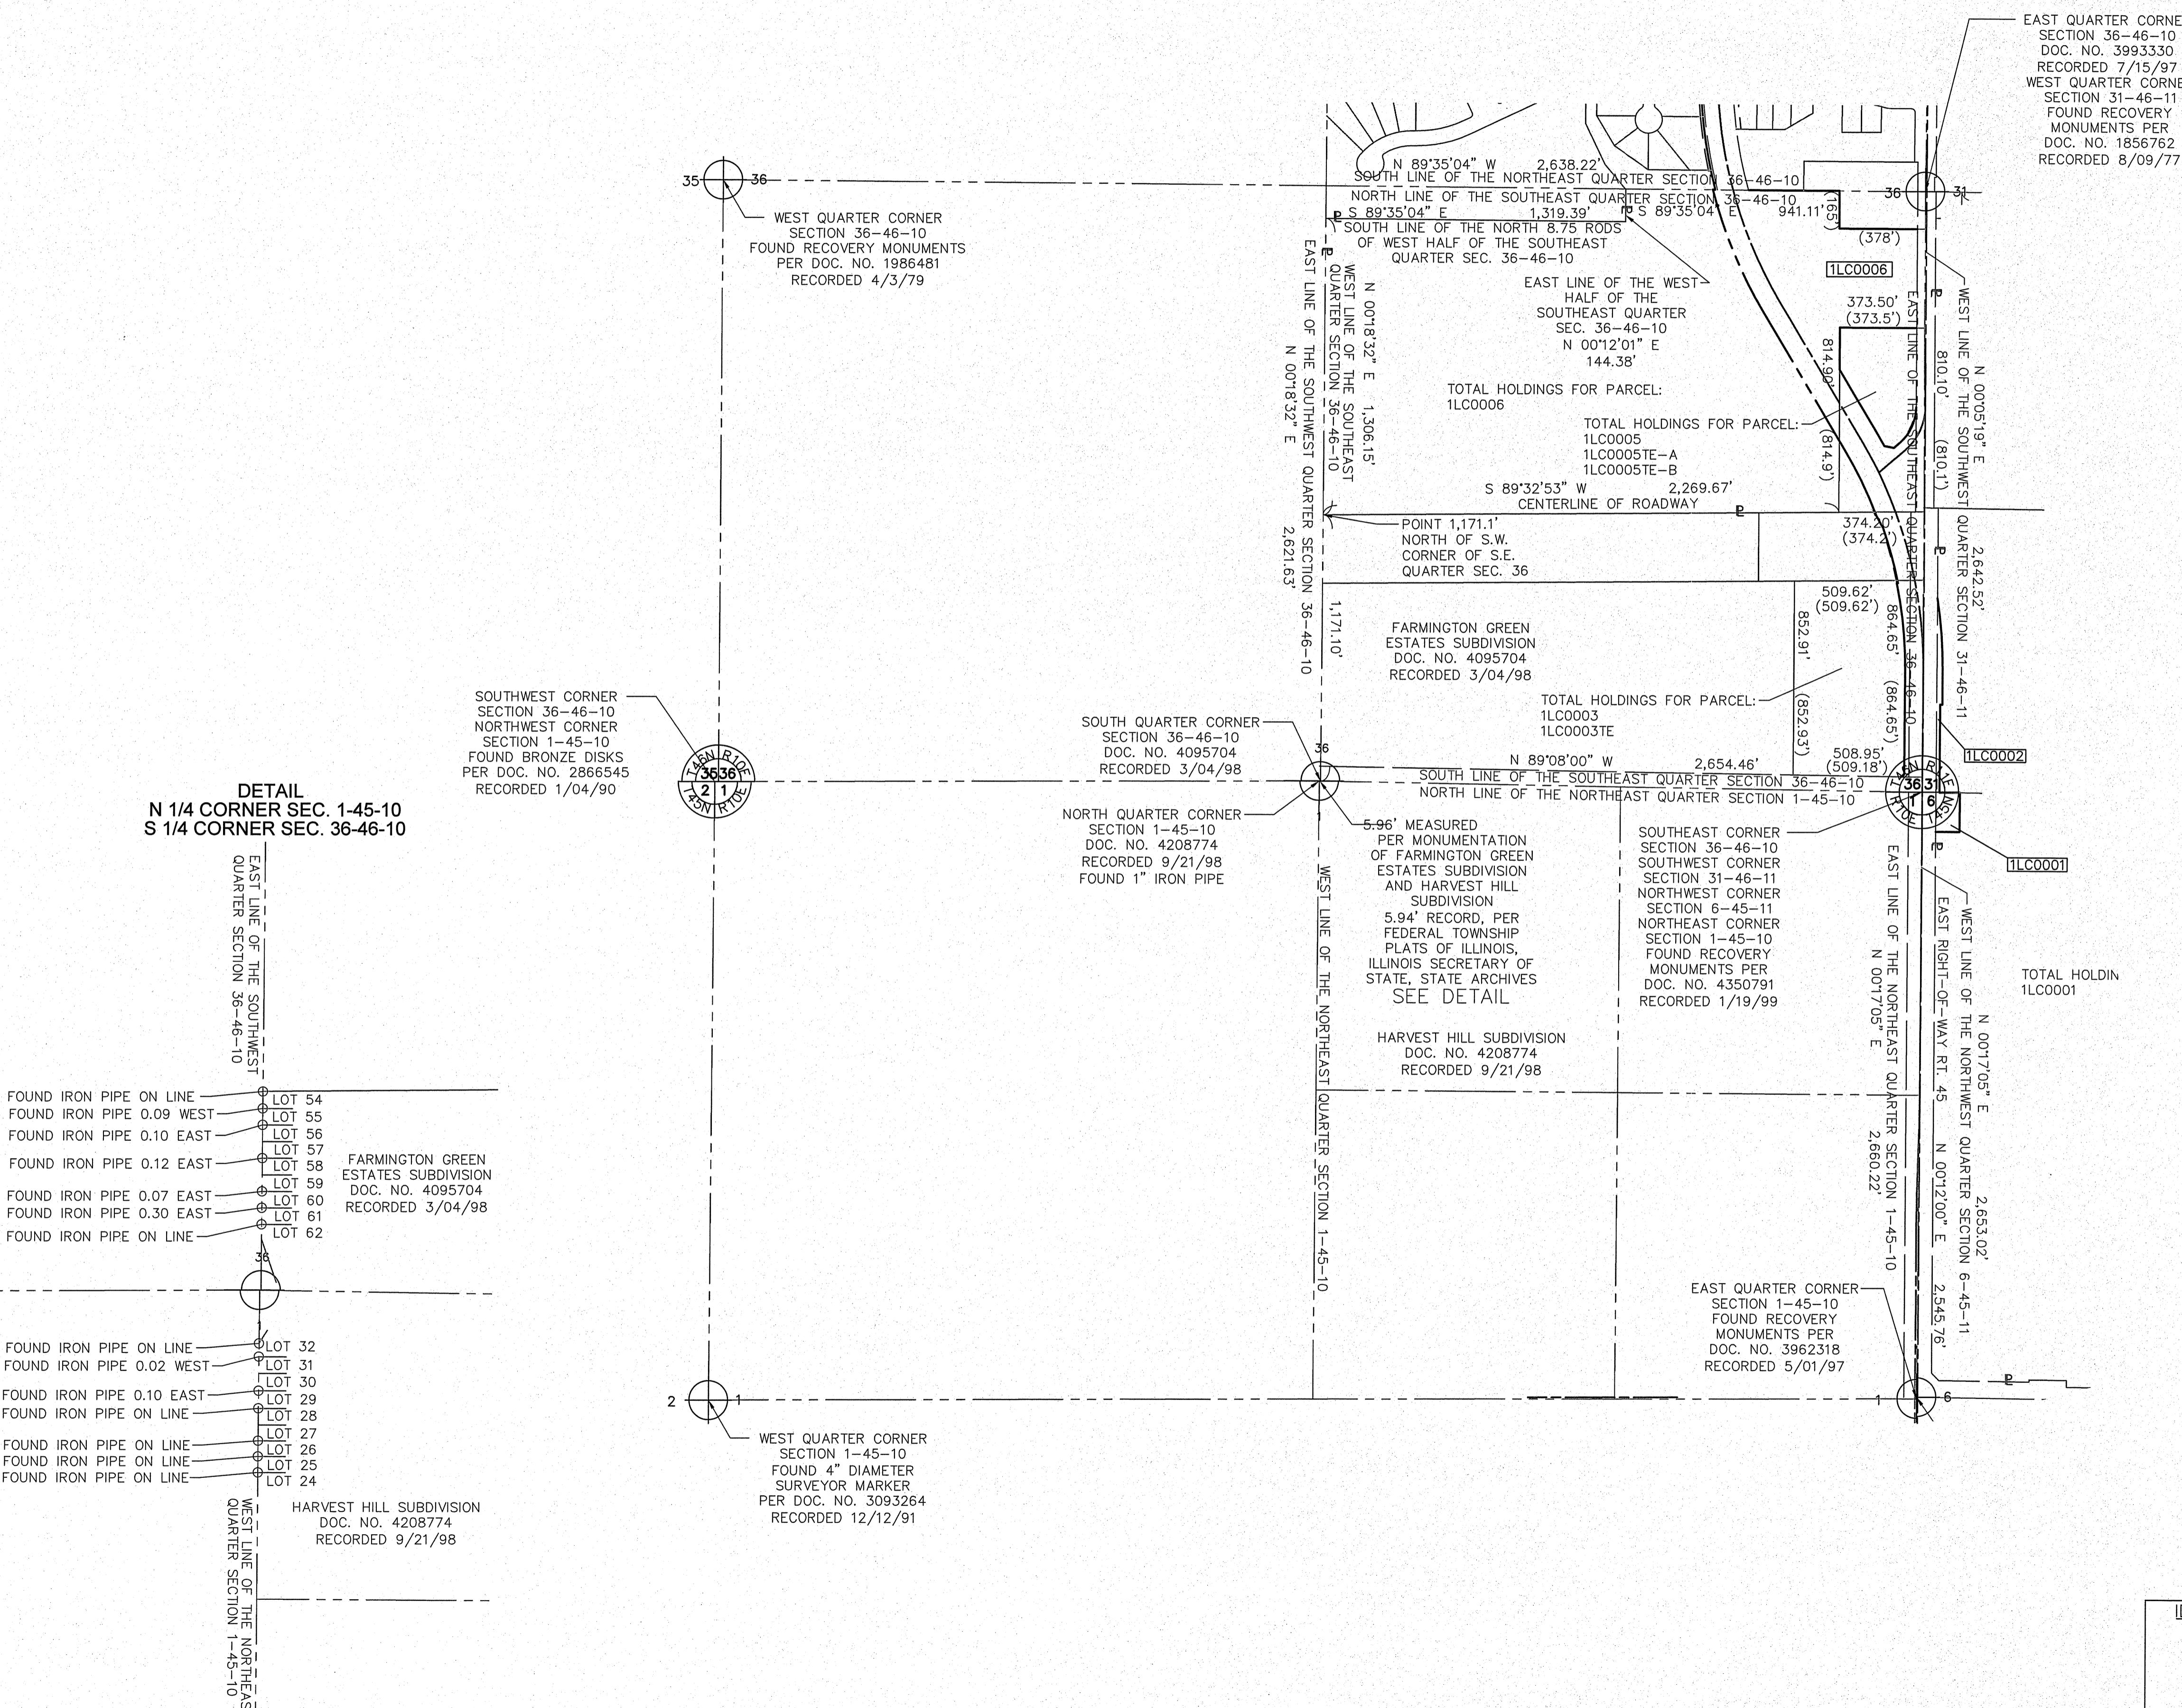 EAST QUARTER CORNE
SECTION 36-46-10
DOC. NO. 3993330
RECORDED 7/15/97
WEST QUARTER CORNE
SECTION 31-46-11
FOUND RECOVERY
MONUMENTS PER
DOC. NO. 1856762
RECORDED 8/09/77
35
36
WEST QUARTER CORNER
SECTION 36-46-10
FOUND RECOVERY MONUMENTS
PER DOC. NO. 1986481
RECORDED 4/3/79
N 89°35'04" W 2,638.22'
SOUTH LINE OF THE NORTHEAST QUARTER SECTION 36-46-10
NORTH LINE OF THE SOUTHEAST QUARTER SECTION 36-46-10
S 89°35'04" E 1,319.39'
S 89°35'04" E 941.11'
SOUTH LINE OF THE NORTH 8.75 RODS
OF WEST HALF OF THE SOUTHEAST
QUARTER SEC. 36-46-10
36
31
(165')
(378')
1LC0006
373.50'
(373.5')
EAST LINE OF THE WEST
HALF OF THE
SOUTHEAST QUARTER
SEC. 36-46-10
N 00°12'01" E
144.38'
TOTAL HOLDINGS FOR PARCEL:
1LC0006
TOTAL HOLDINGS FOR PARCEL:
1LC0005
1LC0005TE-A
1LC0005TE-B
S 89°32'53" W 2,269.67'
CENTERLINE OF ROADWAY
N 00°18'32" E 1,306.15'
WEST LINE OF THE SOUTHEAST
QUARTER SECTION 36-46-10
EAST LINE OF THE SOUTHWEST QUARTER SECTION 36-46-10
N 00°18'32" E 2,621.63'
814.90' (814.9')
EAST LINE OF THE SOUTHEAST QUARTER SECTION 36-46-10
810.10' (810.1')
WEST LINE OF THE SOUTHWEST QUARTER SECTION 31-46-11
N 00°05'19" E 2,642.52'
POINT 1,171.1'
NORTH OF S.W.
CORNER OF S.E.
QUARTER SEC. 36
374.20'
(374.2')
1,171.10'
509.62'
(509.62')
852.91' (852.93')
864.65' (864.65')
FARMINGTON GREEN
ESTATES SUBDIVISION
DOC. NO. 4095704
RECORDED 3/04/98
TOTAL HOLDINGS FOR PARCEL:
1LC0003
1LC0003TE
1LC0002
508.95'
(509.18')
N 89°08'00" W 2,654.46'
SOUTH LINE OF THE SOUTHEAST QUARTER SECTION 36-46-10
NORTH LINE OF THE NORTHEAST QUARTER SECTION 1-45-10
SOUTHWEST CORNER
SECTION 36-46-10
NORTHWEST CORNER
SECTION 1-45-10
FOUND BRONZE DISKS
PER DOC. NO. 2866545
RECORDED 1/04/90
T46N R10E
35 36
2 1
T45N R10E
SOUTH QUARTER CORNER
SECTION 36-46-10
DOC. NO. 4095704
RECORDED 3/04/98
36
1
NORTH QUARTER CORNER
SECTION 1-45-10
DOC. NO. 4208774
RECORDED 9/21/98
FOUND 1" IRON PIPE
5.96' MEASURED
PER MONUMENTATION
OF FARMINGTON GREEN
ESTATES SUBDIVISION
AND HARVEST HILL
SUBDIVISION
5.94' RECORD, PER
FEDERAL TOWNSHIP
PLATS OF ILLINOIS,
ILLINOIS SECRETARY OF
STATE, STATE ARCHIVES
SEE DETAIL
SOUTHEAST CORNER
SECTION 36-46-10
SOUTHWEST CORNER
SECTION 31-46-11
NORTHWEST CORNER
SECTION 6-45-11
NORTHEAST CORNER
SECTION 1-45-10
FOUND RECOVERY
MONUMENTS PER
DOC. NO. 4350791
RECORDED 1/19/99
T46N R11E
36 31
1 6
R10E T45N
1LC0001
TOTAL HOLDIN
1LC0001
HARVEST HILL SUBDIVISION
DOC. NO. 4208774
RECORDED 9/21/98
WEST LINE OF THE NORTHEAST QUARTER SECTION 1-45-10
EAST LINE OF THE NORTHEAST QUARTER SECTION 1-45-10
N 00°17'05" E 2,660.22'
EAST RIGHT-OF-WAY RT. 45 N 00°12'00" E 2,545.76'
WEST LINE OF THE NORTHWEST QUARTER SECTION 6-45-11
N 00°17'05" E 2,653.02'
EAST QUARTER CORNER
SECTION 1-45-10
FOUND RECOVERY
MONUMENTS PER
DOC. NO. 3962318
RECORDED 5/01/97
1
6
2
1
WEST QUARTER CORNER
SECTION 1-45-10
FOUND 4" DIAMETER
SURVEYOR MARKER
PER DOC. NO. 3093264
RECORDED 12/12/91
DETAIL
N 1/4 CORNER SEC. 1-45-10
S 1/4 CORNER SEC. 36-46-10
EAST LINE OF THE SOUTHWEST
QUARTER SECTION 36-46-10
FOUND IRON PIPE ON LINE
FOUND IRON PIPE 0.09 WEST
FOUND IRON PIPE 0.10 EAST
FOUND IRON PIPE 0.12 EAST
FOUND IRON PIPE 0.07 EAST
FOUND IRON PIPE 0.30 EAST
FOUND IRON PIPE ON LINE
LOT 54
LOT 55
LOT 56
LOT 57
LOT 58
LOT 59
LOT 60
LOT 61
LOT 62
FARMINGTON GREEN
ESTATES SUBDIVISION
DOC. NO. 4095704
RECORDED 3/04/98
36
1
FOUND IRON PIPE ON LINE
FOUND IRON PIPE 0.02 WEST
FOUND IRON PIPE 0.10 EAST
FOUND IRON PIPE ON LINE
FOUND IRON PIPE ON LINE
FOUND IRON PIPE ON LINE
FOUND IRON PIPE ON LINE
LOT 32
LOT 31
LOT 30
LOT 29
LOT 28
LOT 27
LOT 26
LOT 25
LOT 24
HARVEST HILL SUBDIVISION
DOC. NO. 4208774
RECORDED 9/21/98
WEST LINE OF THE NORTHEAS
QUARTER SECTION 1-45-10